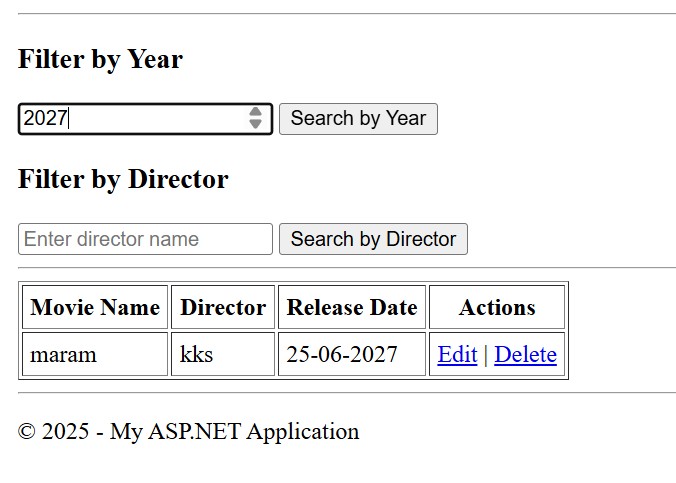 Filter by Year
2027 Search by Year
Filter by Director
Enter director name Search by Director
Movie Name Director Release Date Actions
maram kks 25-06-2027 Edit | Delete
© 2025 - My ASP.NET Application